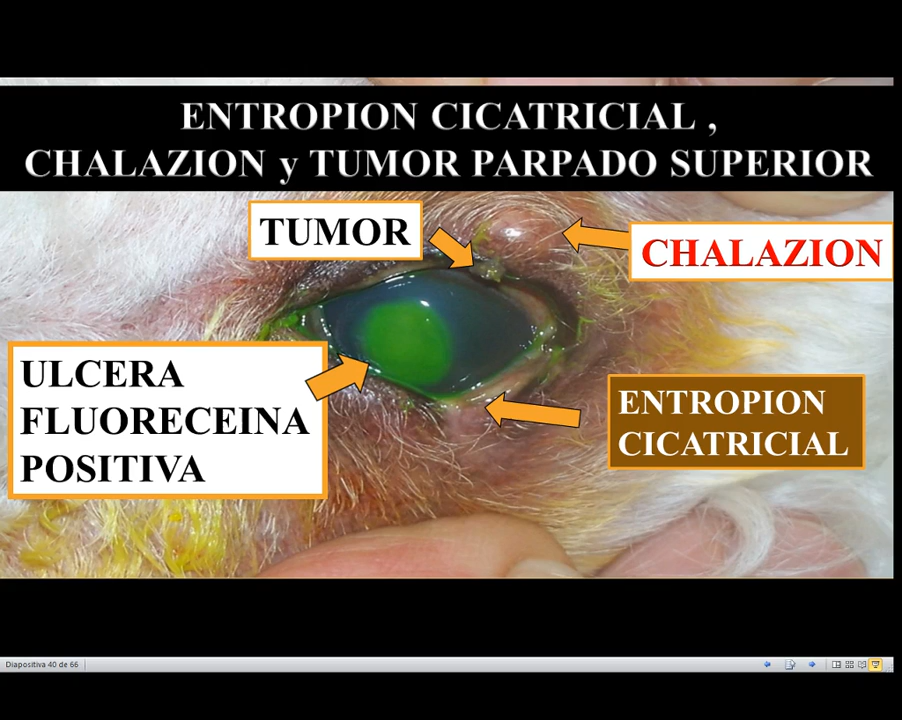 ENTROPION CICATRICIAL ,
CHALAZION y TUMOR PARPADO SUPERIOR
TUMOR
CHALAZION
ULCERA
FLUORECEINA
POSITIVA
ENTROPION
CICATRICIAL
Diapositiva 40 de 66